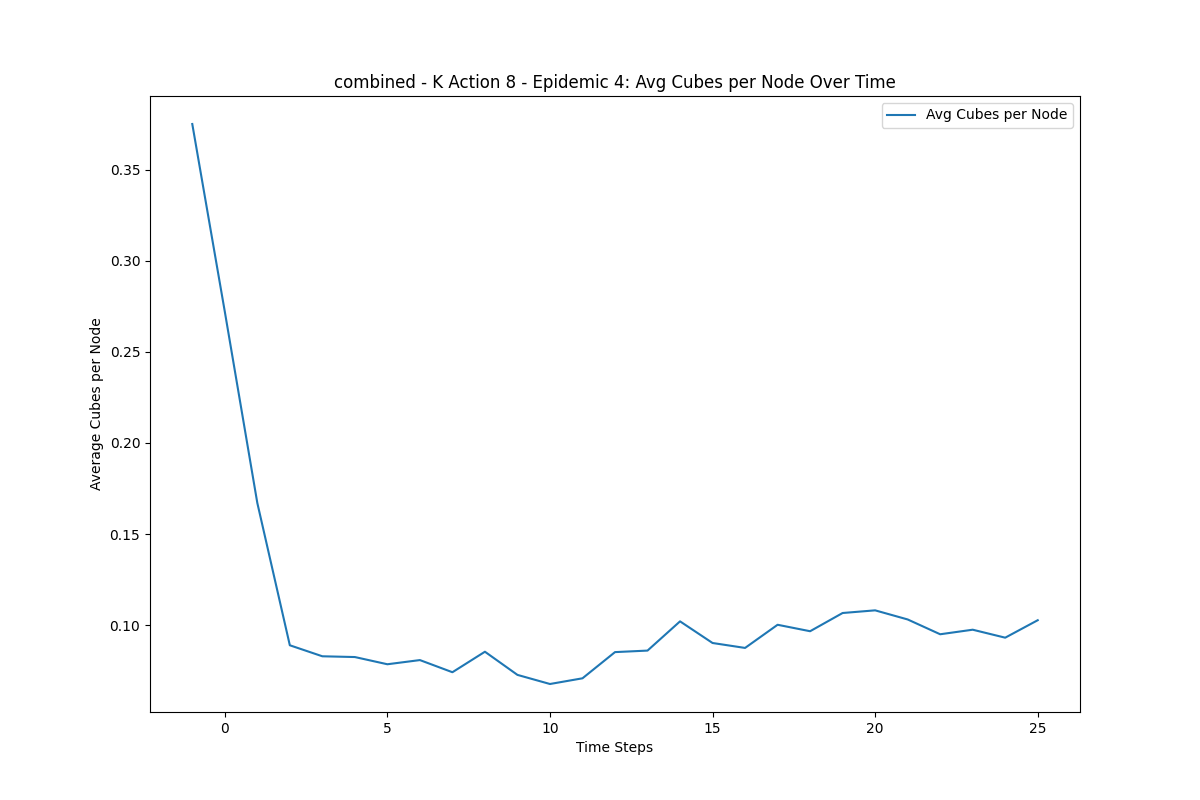 combined - K Action 8 - Epidemic 4: Avg Cubes per Node Over Time
Avg Cubes per Node
0.35
0.30
0.25
0.20
0.15
0.10
Average Cubes per Node
0 5 10 15 20 25
Time Steps